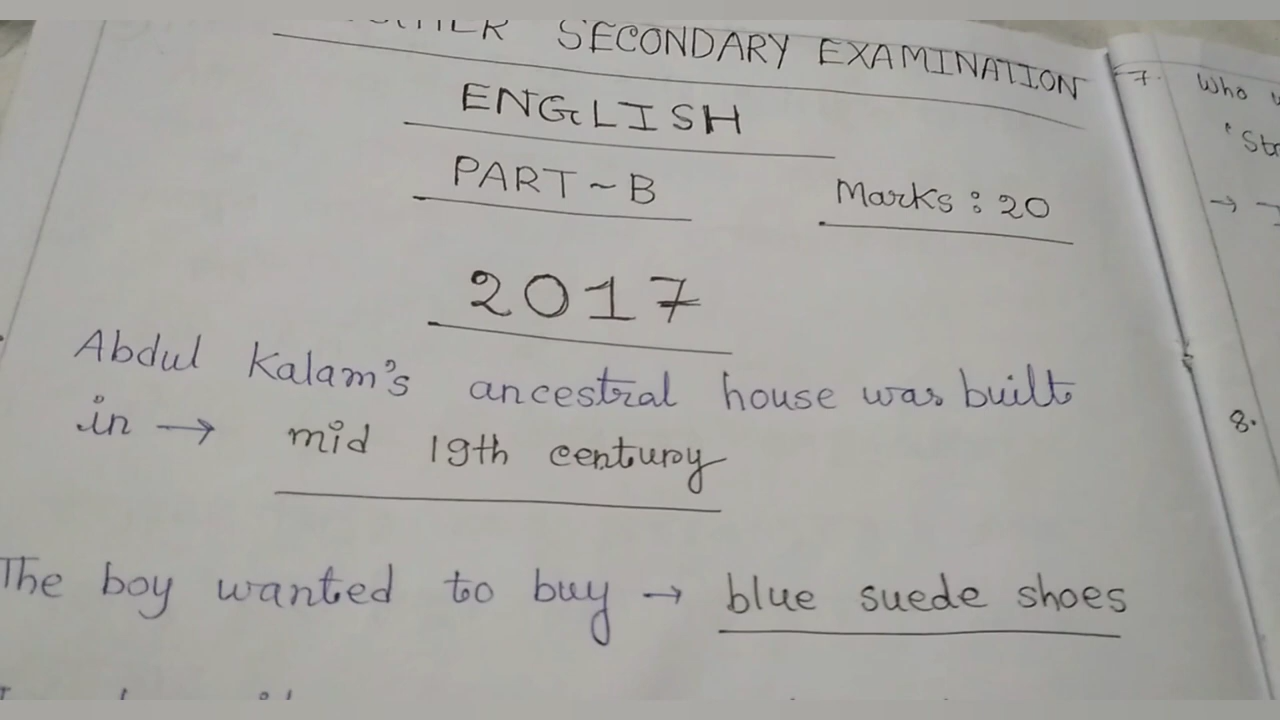 SECONDARY EXAMINATION
ENGLISH
PART-B
Marks : 20
2017
Abdul Kalam's ancestral house was built
in → mid 19th century
The boy wanted to buy → blue suede shoes
7. Who
→
8.